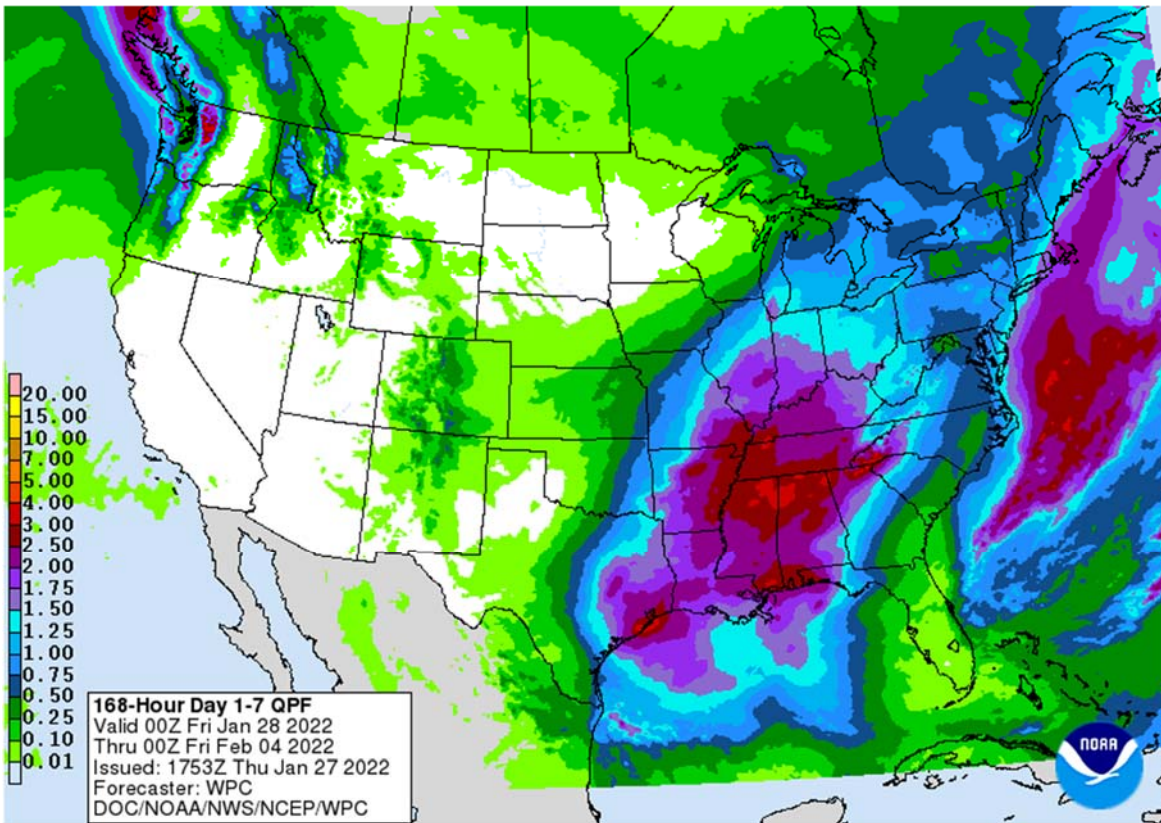 20.00
15.00
10.00
7.00
5.00
4.00
3.00
2.50
2.00
1.75
1.50
1.25
1.00
0.75
0.50
0.25
0.10
0.01
168-Hour Day 1-7 QPF
Valid 00Z Fri Jan 28 2022
Thru 00Z Fri Feb 04 2022
Issued: 1753Z Thu Jan 27 2022
Forecaster: WPC
DOC/NOAA/NWS/NCEP/WPC
NOAA